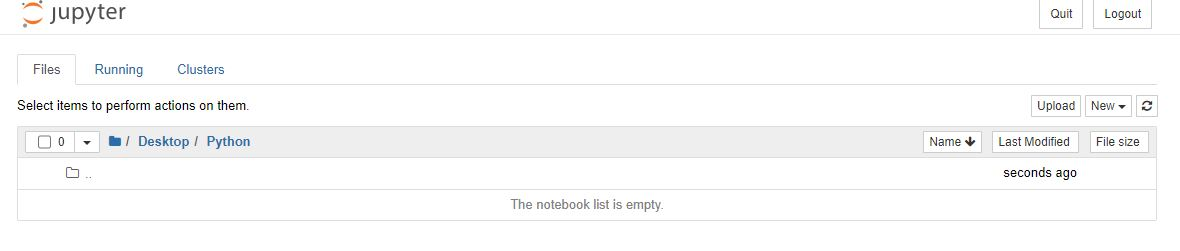 jupyter Quit Logout
Files Running Clusters
Select items to perform actions on them. Upload New
0 / Desktop / Python Name Last Modified File size
.. seconds ago
The notebook list is empty.